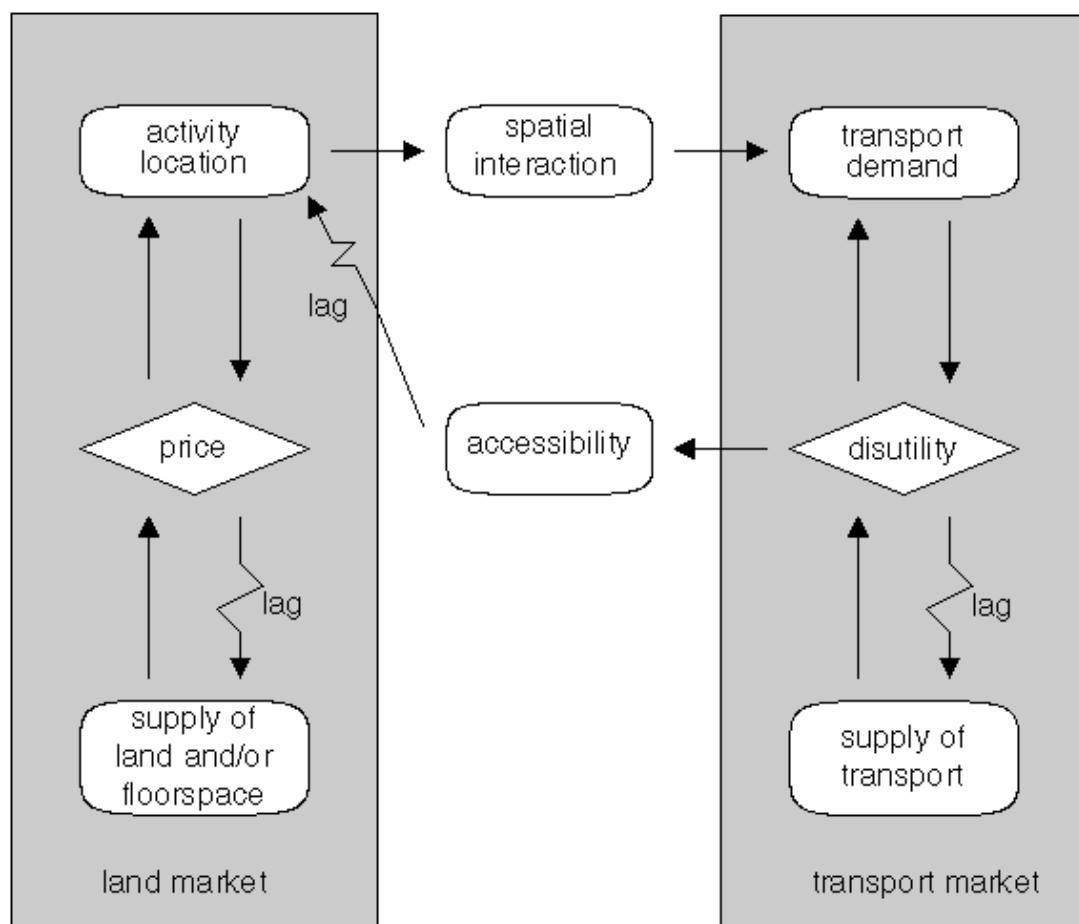 activity
location
spatial
interaction
transport
demand
lag
price
accessibility
disutility
lag
lag
supply of
land and/or
floorspace
supply of
transport
land market
transport market